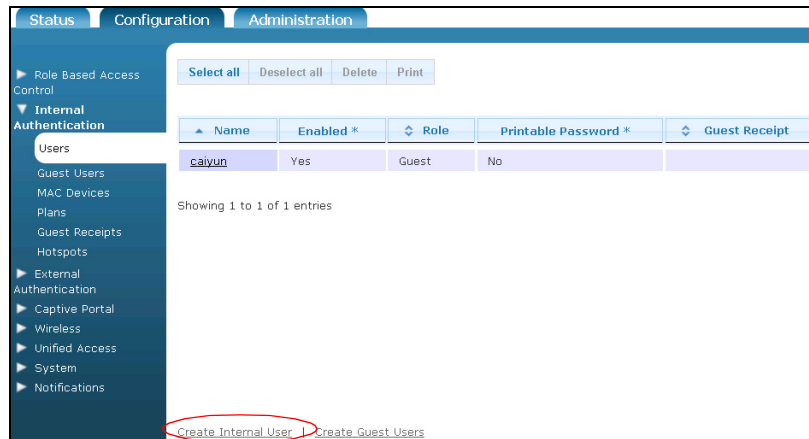 Status Configuration Administration
Role Based Access
Control
Internal
Authentication
Users
Guest Users
MAC Devices
Plans
Guest Receipts
Hotspots
External
Authentication
Captive Portal
Wireless
Unified Access
System
Notifications
Select all Deselect all Delete Print
Name Enabled * Role Printable Password * Guest Receipt
caiyun Yes Guest No
Showing 1 to 1 of 1 entries
Create Internal User | Create Guest Users